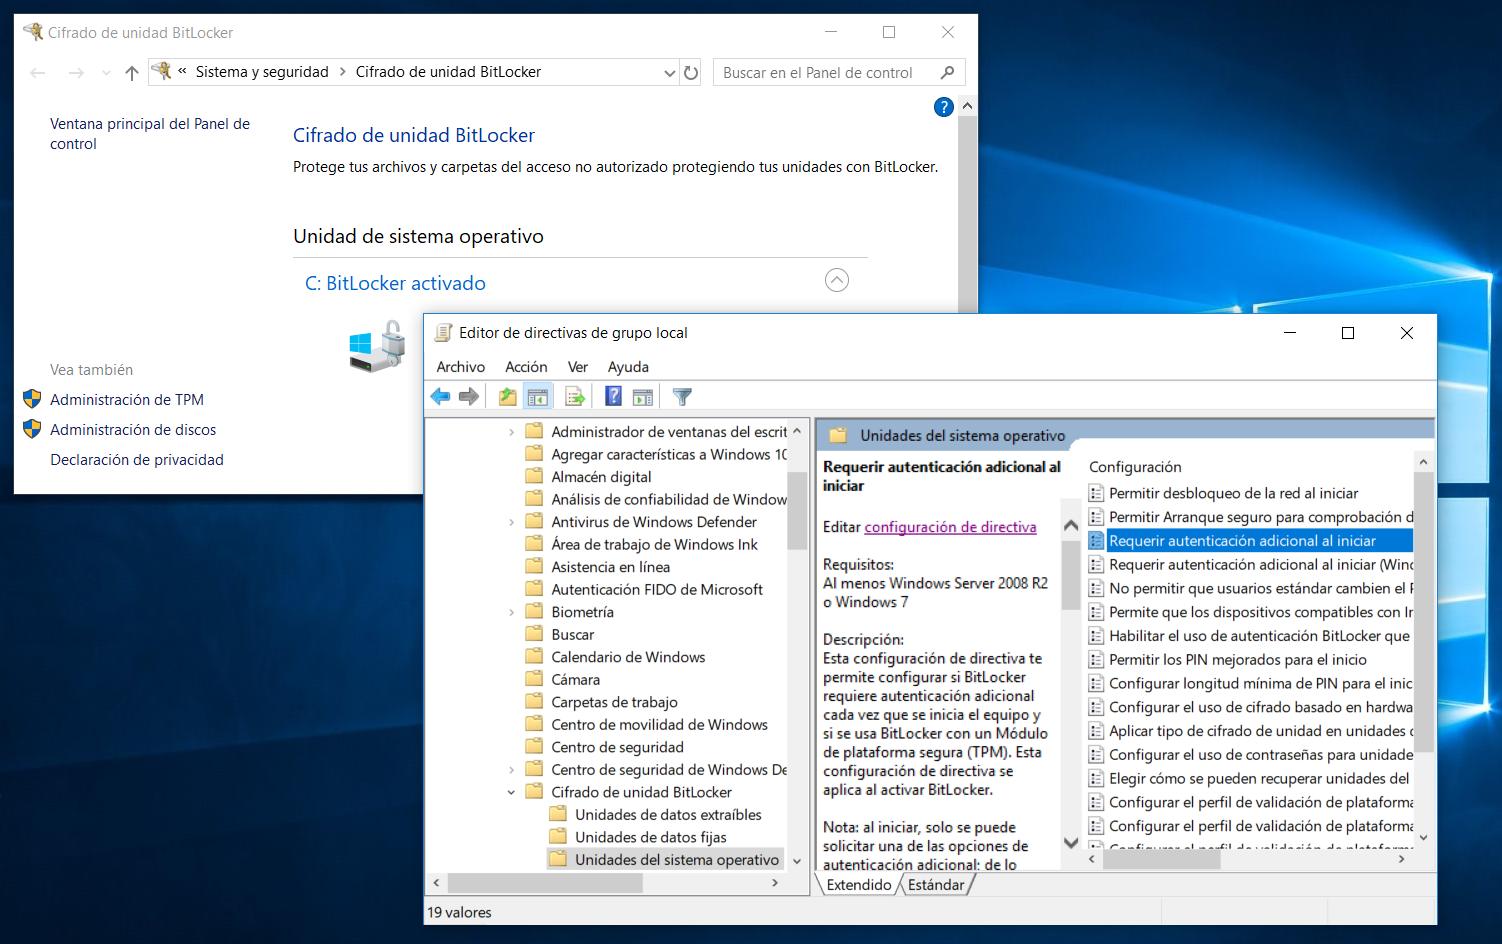 Cifrado de unidad BitLocker
« Sistema y seguridad > Cifrado de unidad BitLocker
Buscar en el Panel de control
?
Ventana principal del Panel de
control
Cifrado de unidad BitLocker
Protege tus archivos y carpetas del acceso no autorizado protegiendo tus unidades con BitLocker.
Unidad de sistema operativo
C: BitLocker activado
Vea también
Administración de TPM
Administración de discos
Declaración de privacidad
Editor de directivas de grupo local
Archivo Acción Ver Ayuda
Administrador de ventanas del escrit
Agregar características a Windows 10
Almacén digital
Análisis de confiabilidad de Window
Antivirus de Windows Defender
Área de trabajo de Windows Ink
Asistencia en línea
Autenticación FIDO de Microsoft
Biometría
Buscar
Calendario de Windows
Cámara
Carpetas de trabajo
Centro de movilidad de Windows
Centro de seguridad
Centro de seguridad de Windows De
Cifrado de unidad BitLocker
Unidades de datos extraíbles
Unidades de datos fijas
Unidades del sistema operativo
Unidades del sistema operativo
Requerir autenticación adicional al
iniciar
Editar configuración de directiva
Requisitos:
Al menos Windows Server 2008 R2
o Windows 7
Descripción:
Esta configuración de directiva te
permite configurar si BitLocker
requiere autenticación adicional
cada vez que se inicia el equipo y
si se usa BitLocker con un Módulo
de plataforma segura (TPM). Esta
configuración de directiva se
aplica al activar BitLocker.
Nota: al iniciar, solo se puede
solicitar una de las opciones de
autenticación adicional; de lo
Configuración
Permitir desbloqueo de la red al iniciar
Permitir Arranque seguro para comprobación d
Requerir autenticación adicional al iniciar
Requerir autenticación adicional al iniciar (Winc
No permitir que usuarios estándar cambien el P
Permite que los dispositivos compatibles con In
Habilitar el uso de autenticación BitLocker que
Permitir los PIN mejorados para el inicio
Configurar longitud mínima de PIN para el inic
Configurar el uso de cifrado basado en hardwa
Aplicar tipo de cifrado de unidad en unidades
Configurar el uso de contraseñas para unidade
Elegir cómo se pueden recuperar unidades del
Configurar el perfil de validación de plataforma
Configurar el perfil de validación de plataforma
Extendido Estándar
19 valores